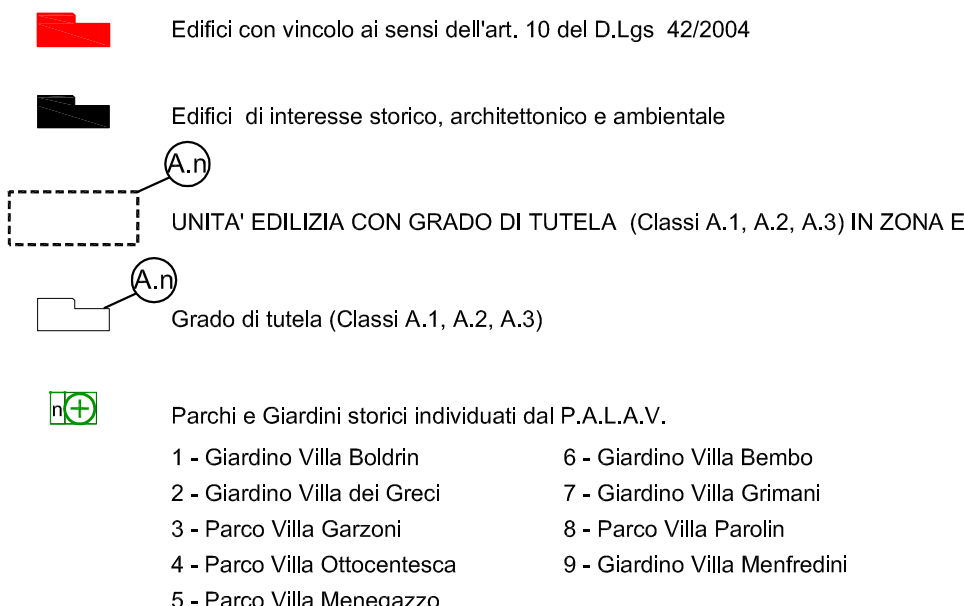 Edifici con vincolo ai sensi dell'art. 10 del D.Lgs 42/2004
Edifici di interesse storico, architettonico e ambientale
A.n
UNITA' EDILIZIA CON GRADO DI TUTELA (Classi A.1, A.2, A.3) IN ZONA E
A.n
Grado di tutela (Classi A.1, A.2, A.3)
n
Parchi e Giardini storici individuati dal P.A.L.A.V.
1 - Giardino Villa Boldrin
2 - Giardino Villa dei Greci
3 - Parco Villa Garzoni
4 - Parco Villa Ottocentesca
5 - Parco Villa Menegazzo
6 - Giardino Villa Bembo
7 - Giardino Villa Grimani
8 - Parco Villa Parolin
9 - Giardino Villa Menfredini